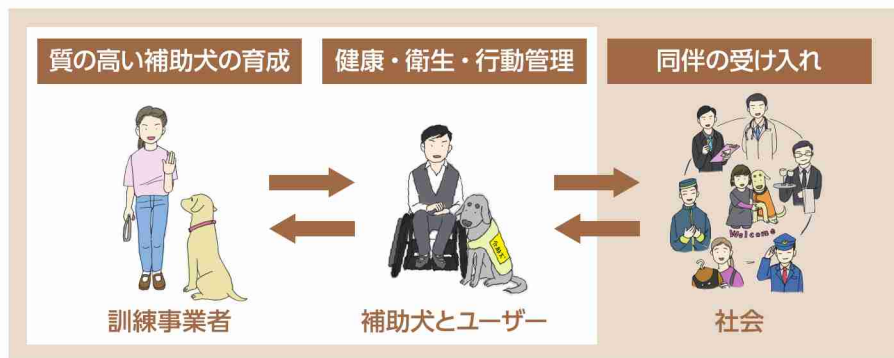 質の高い補助犬の育成
健康・衛生・行動管理
同伴の受け入れ
Welcome
訓練事業者
補助犬とユーザー
社会